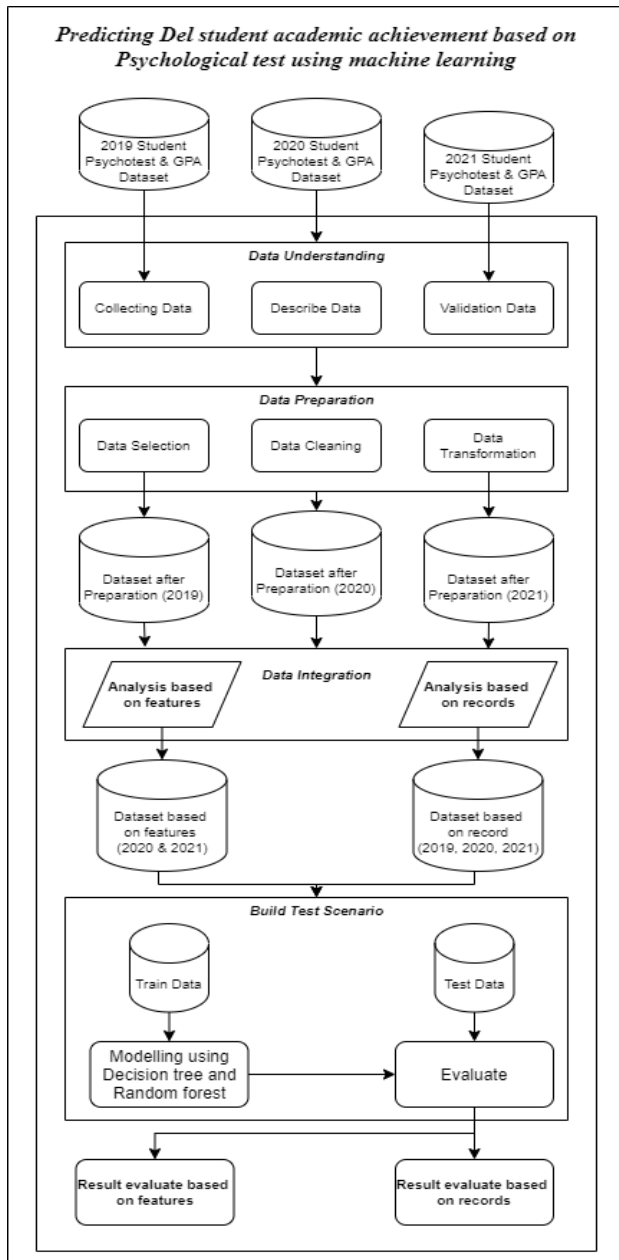 Predicting Del student academic achievement based on
Psychological test using machine learning
2019 Student
Psychotest & GPA
Dataset
2020 Student
Psychotest & GPA
Dataset
2021 Student
Psychotest & GPA
Dataset
Data Understanding
Collecting Data
Describe Data
Validation Data
Data Preparation
Data Selection
Data Cleaning
Data
Transformation
Dataset after
Preparation (2019)
Dataset after
Preparation (2020)
Dataset after
Preparation (2021)
Data Integration
Analysis based
on features
Analysis based
on records
Dataset based
on features
(2020 & 2021)
Dataset based
on record
(2019, 2020, 2021)
Build Test Scenario
Train Data
Test Data
Modelling using
Decision tree and
Random forest
Evaluate
Result evaluate based
on features
Result evaluate based
on records